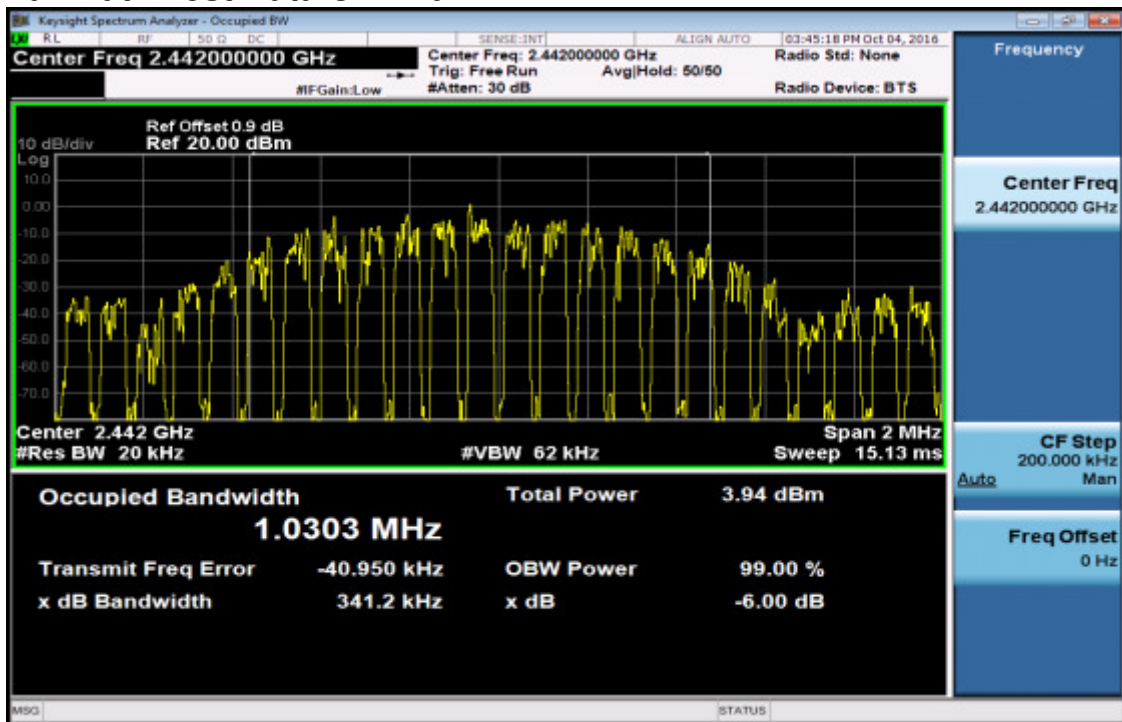 Keysight Spectrum Analyzer - Occupied BW
RL RF 50 Ω DC SENSE:INT ALIGN AUTO 03:45:18 PM Oct 04, 2016
Center Freq 2.442000000 GHz
Center Freq: 2.442000000 GHz
Radio Std: None
Trig: Free Run Avg|Hold: 50/50
#IFGain:Low
#Atten: 30 dB
Radio Device: BTS
Ref Offset 0.9 dB
10 dB/div Ref 20.00 dBm
Log
10.0
0.00
-10.0
-20.0
-30.0
-40.0
-50.0
-60.0
-70.0
Center 2.442 GHz Span 2 MHz
#Res BW 20 kHz #VBW 62 kHz Sweep 15.13 ms
Occupied Bandwidth
1.0303 MHz
Total Power 3.94 dBm
Transmit Freq Error -40.950 kHz OBW Power 99.00 %
x dB Bandwidth 341.2 kHz x dB -6.00 dB
MSG STATUS
Frequency
Center Freq
2.442000000 GHz
CF Step
200.000 kHz
Auto Man
Freq Offset
0 Hz